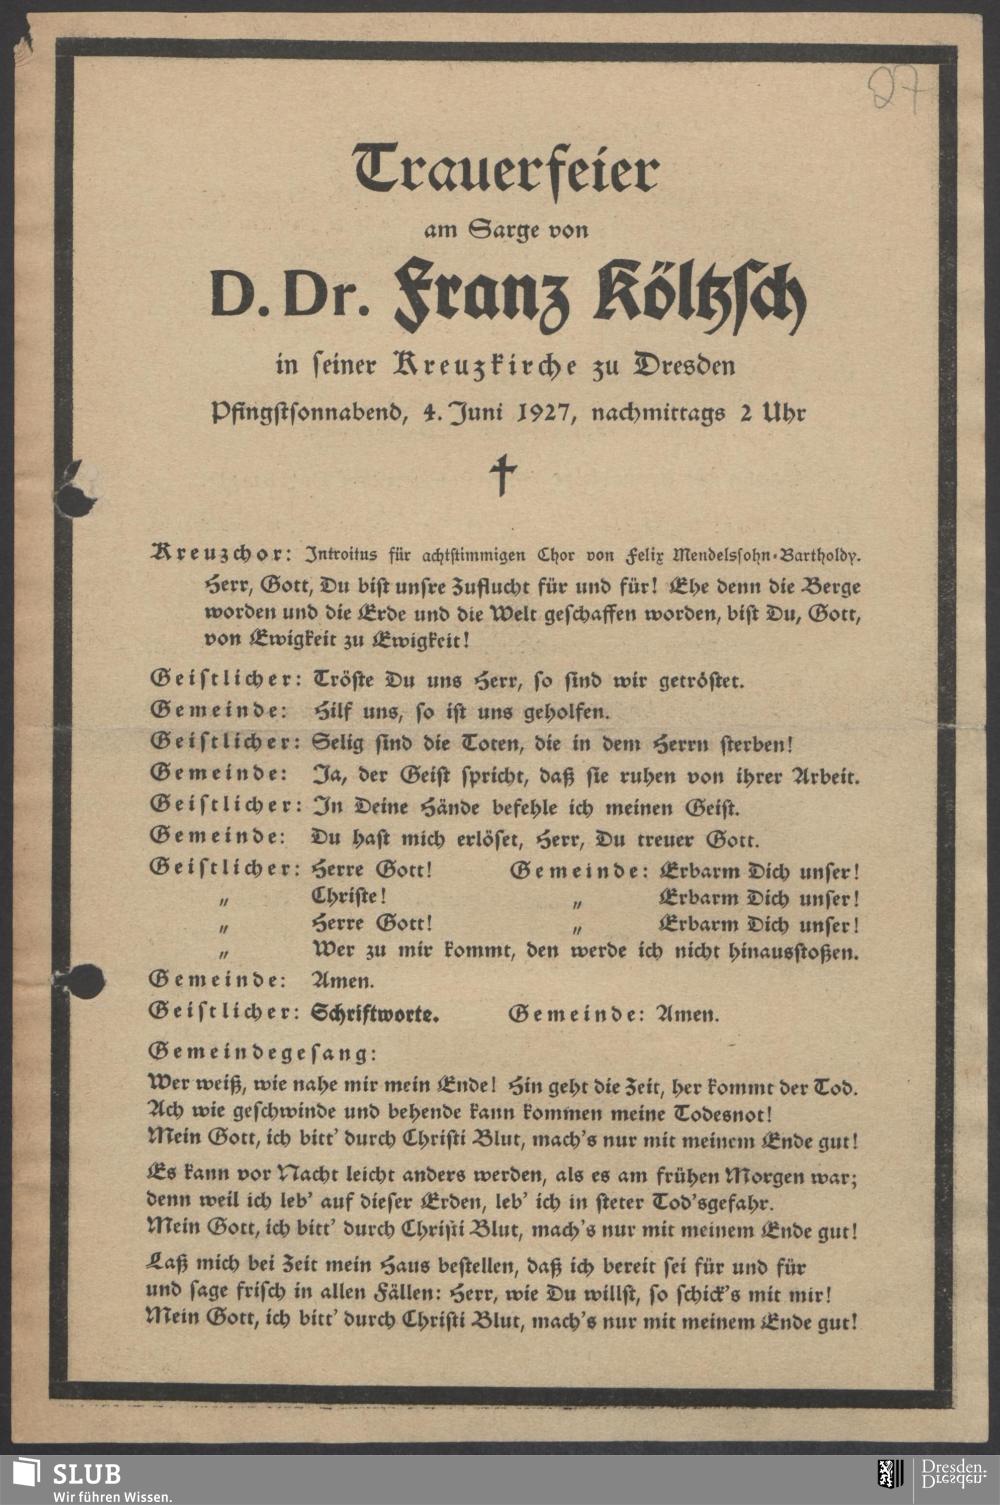 27
Trauerfeier
am Sarge von
D. Dr. Franz Költzsch
in seiner Kreuzkirche zu Dresden
Pfingstsonnabend, 4. Juni 1927, nachmittags 2 Uhr
†
Kreuzchor: Introitus für achtstimmigen Chor von Felix Mendelssohn-Bartholdy.
Herr, Gott, Du bist unsre Zuflucht für und für! Ehe denn die Berge
worden und die Erde und die Welt geschaffen worden, bist Du, Gott,
von Ewigkeit zu Ewigkeit!
Geistlicher: Tröste Du uns Herr, so sind wir getröstet.
Gemeinde: Hilf uns, so ist uns geholfen.
Geistlicher: Selig sind die Toten, die in dem Herrn sterben!
Gemeinde: Ja, der Geist spricht, daß sie ruhen von ihrer Arbeit.
Geistlicher: In Deine Hände befehle ich meinen Geist.
Gemeinde: Du hast mich erlöset, Herr, Du treuer Gott.
Geistlicher: Herre Gott! Gemeinde: Erbarm Dich unser!
„ Christe! „ Erbarm Dich unser!
„ Herre Gott! „ Erbarm Dich unser!
„ Wer zu mir kommt, den werde ich nicht hinausstoßen.
Gemeinde: Amen.
Geistlicher: Schriftworte. Gemeinde: Amen.
Gemeindegesang:
Wer weiß, wie nahe mir mein Ende! Hin geht die Zeit, her kommt der Tod.
Ach wie geschwinde und behende kann kommen meine Todesnot!
Mein Gott, ich bitt' durch Christi Blut, mach's nur mit meinem Ende gut!
Es kann vor Nacht leicht anders werden, als es am frühen Morgen war;
denn weil ich leb' auf dieser Erden, leb' ich in steter Tod'sgefahr.
Mein Gott, ich bitt' durch Christi Blut, mach's nur mit meinem Ende gut!
Laß mich bei Zeit mein Haus bestellen, daß ich bereit sei für und für
und sage frisch in allen Fällen: Herr, wie Du willst, so schick's mit mir!
Mein Gott, ich bitt' durch Christi Blut, mach's nur mit meinem Ende gut!
SLUB
Wir führen Wissen.
Dresden.
Dresden.